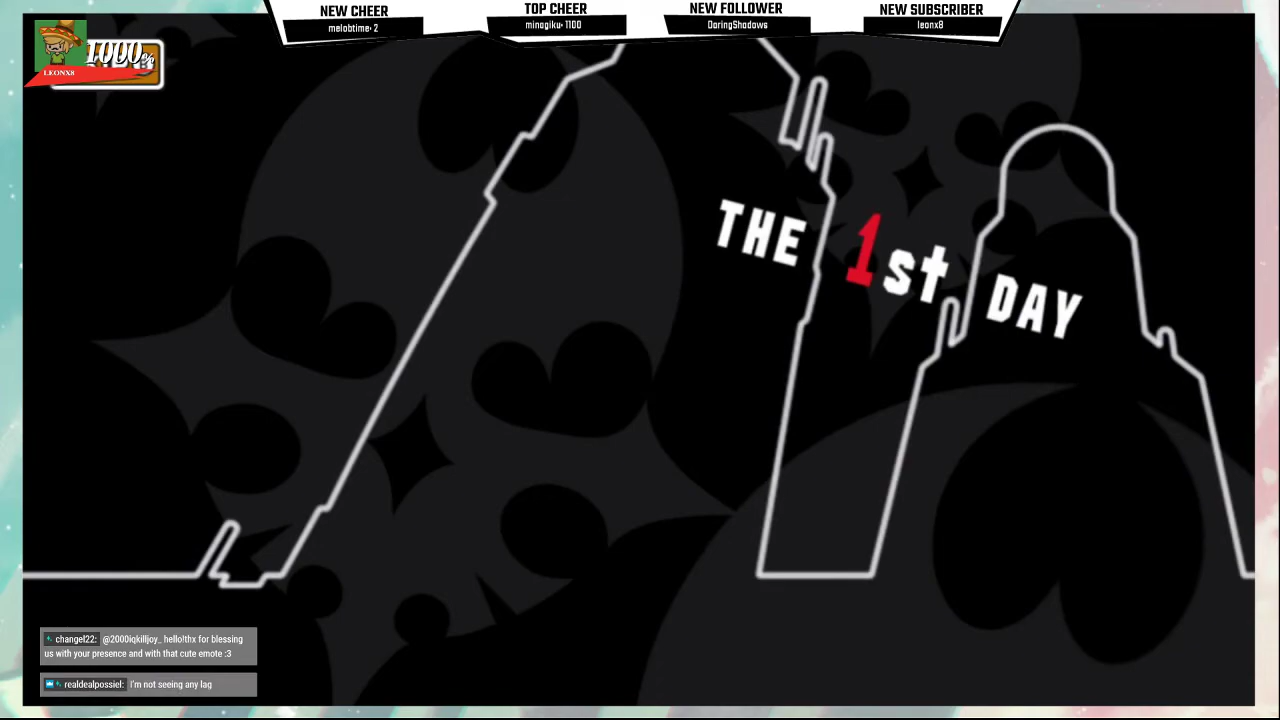 NEW CHEER
melobtime· 2
TOP CHEER
minagiku· 1100
NEW FOLLOWER
DaringShadows
NEW SUBSCRIBER
leonx8
1000%
LEONX8
THE 1st DAY
change122: @2000iqkilljoy_ hello!thx for blessing
us with your presence and with that cute emote :3
realdealpossiel: I'm not seeing any lag